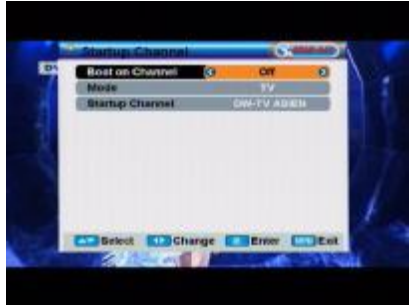 Startup Channel
Boot on Channel Off
Mode TV
Startup Channel DW-TV ASIEN
Select Change Enter Exit